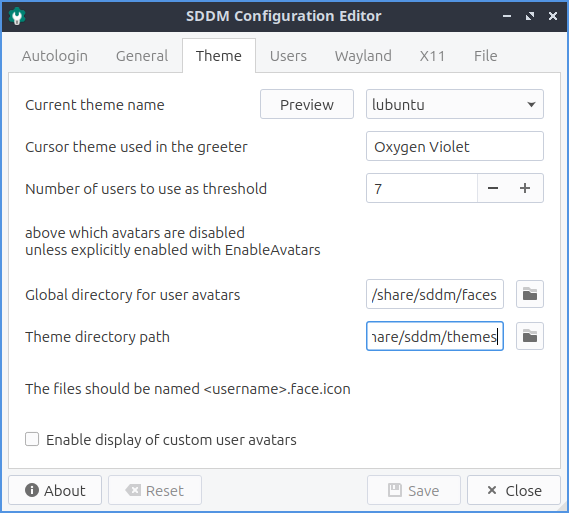 SDDM Configuration Editor
Autologin General Theme Users Wayland X11 File
Current theme name Preview lubuntu
Cursor theme used in the greeter Oxygen Violet
Number of users to use as threshold 7
above which avatars are disabled
unless explicitly enabled with EnableAvatars
Global directory for user avatars /share/sddm/faces
Theme directory path hare/sddm/themes
The files should be named <username>.face.icon
Enable display of custom user avatars
About Reset Save Close